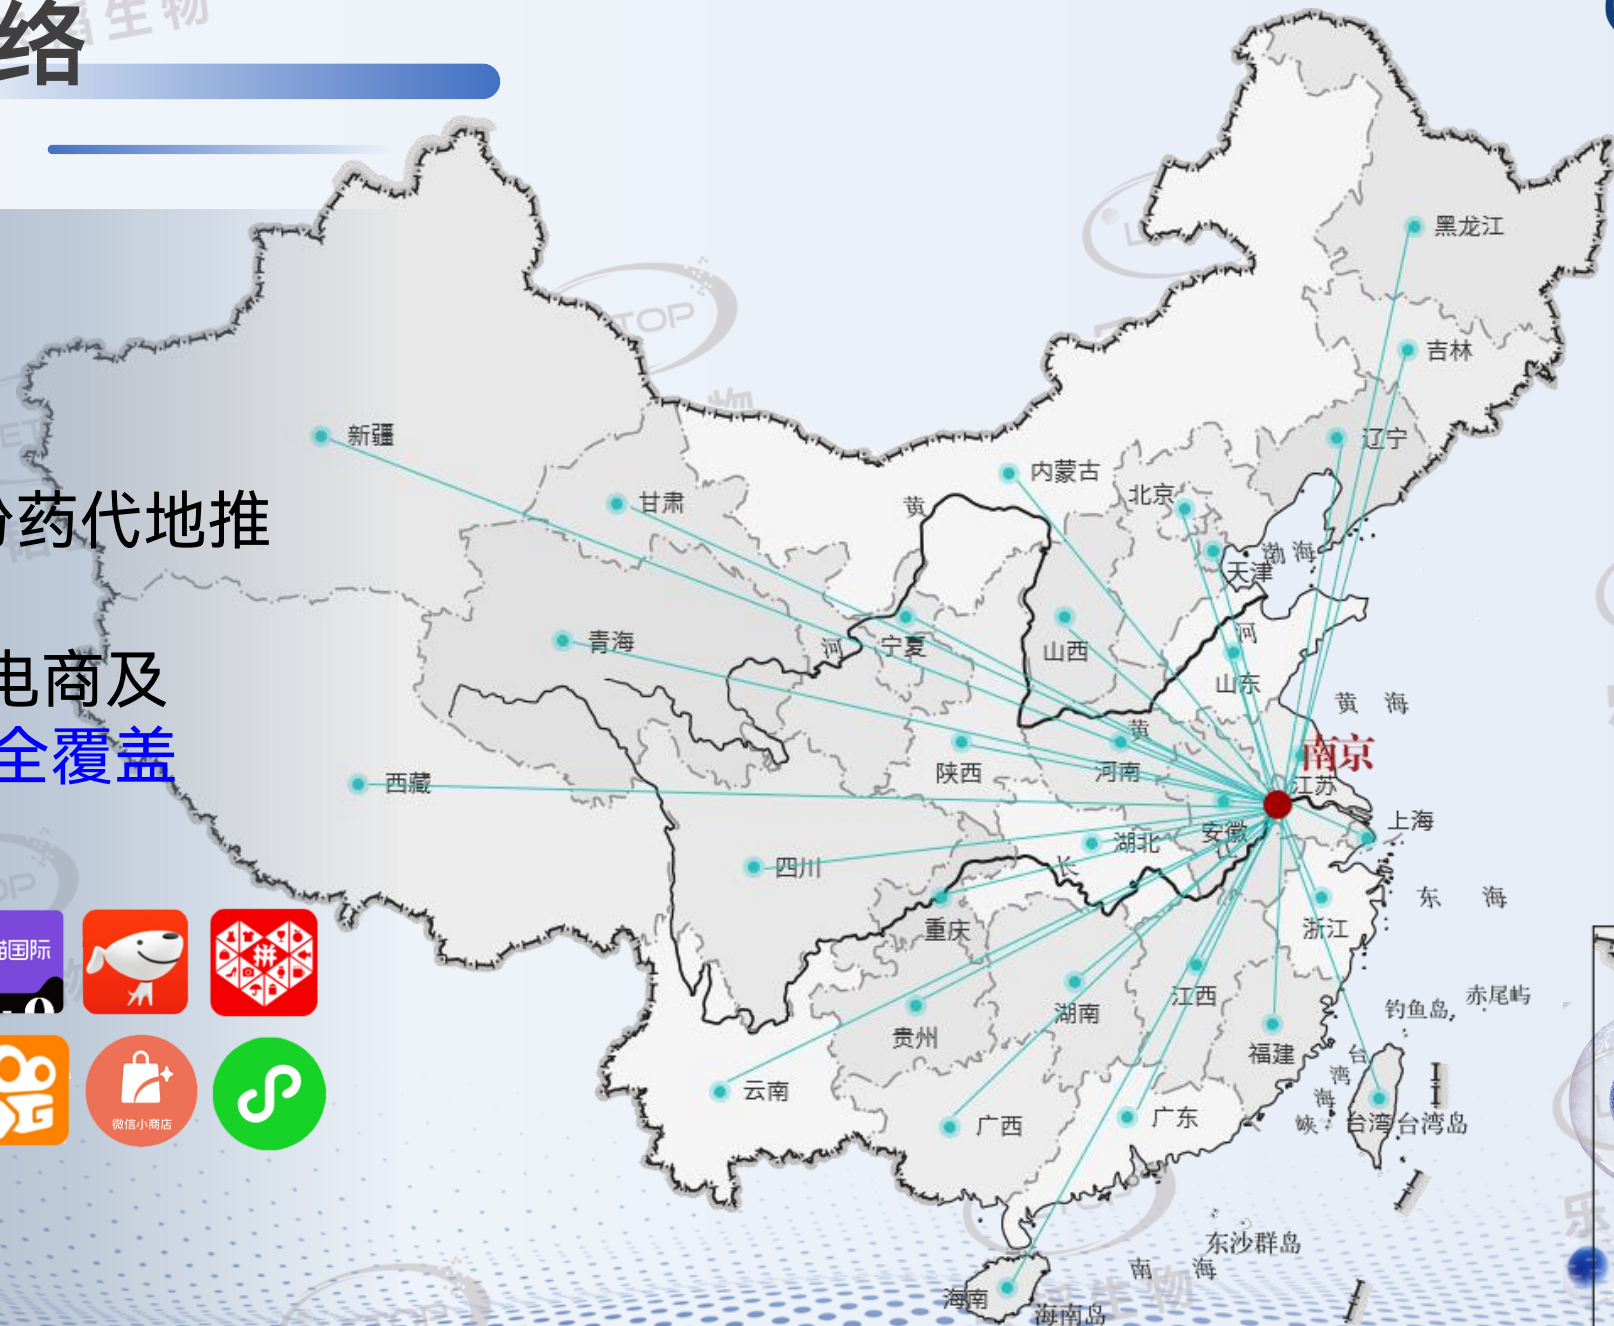 络
药代地推
电商及
全覆盖
猫国际
拼
微信小商店
黑龙江
吉林
辽宁
新疆
内蒙古
北京
甘肃
黄
天津
渤 海
河
青海
河
宁夏
山西
山东
黄 海
黄
南京
陕西
河南
江苏
西藏
上海
安徽
湖北
四川
长
江
东 海
重庆
浙江
江西
钓鱼岛
赤尾屿
湖南
贵州
福建
台
湾
海
峡
云南
广西
广东
台湾
台湾岛
东沙群岛
南 海
海南
海南岛
TOP
生物
乐